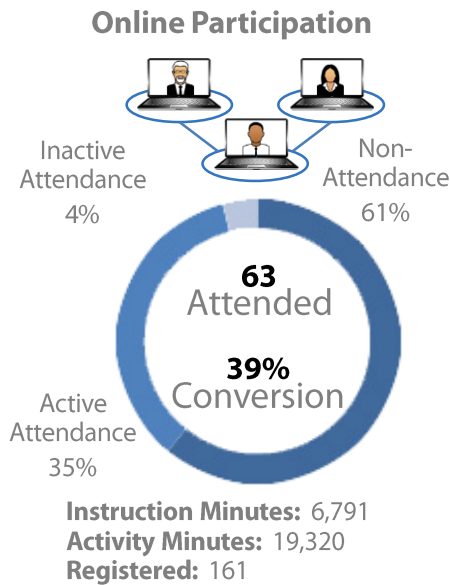 Online Participation
Inactive
Attendance
4%
Non-
Attendance
61%
63
Attended
39%
Conversion
Active
Attendance
35%
Instruction Minutes: 6,791
Activity Minutes: 19,320
Registered: 161